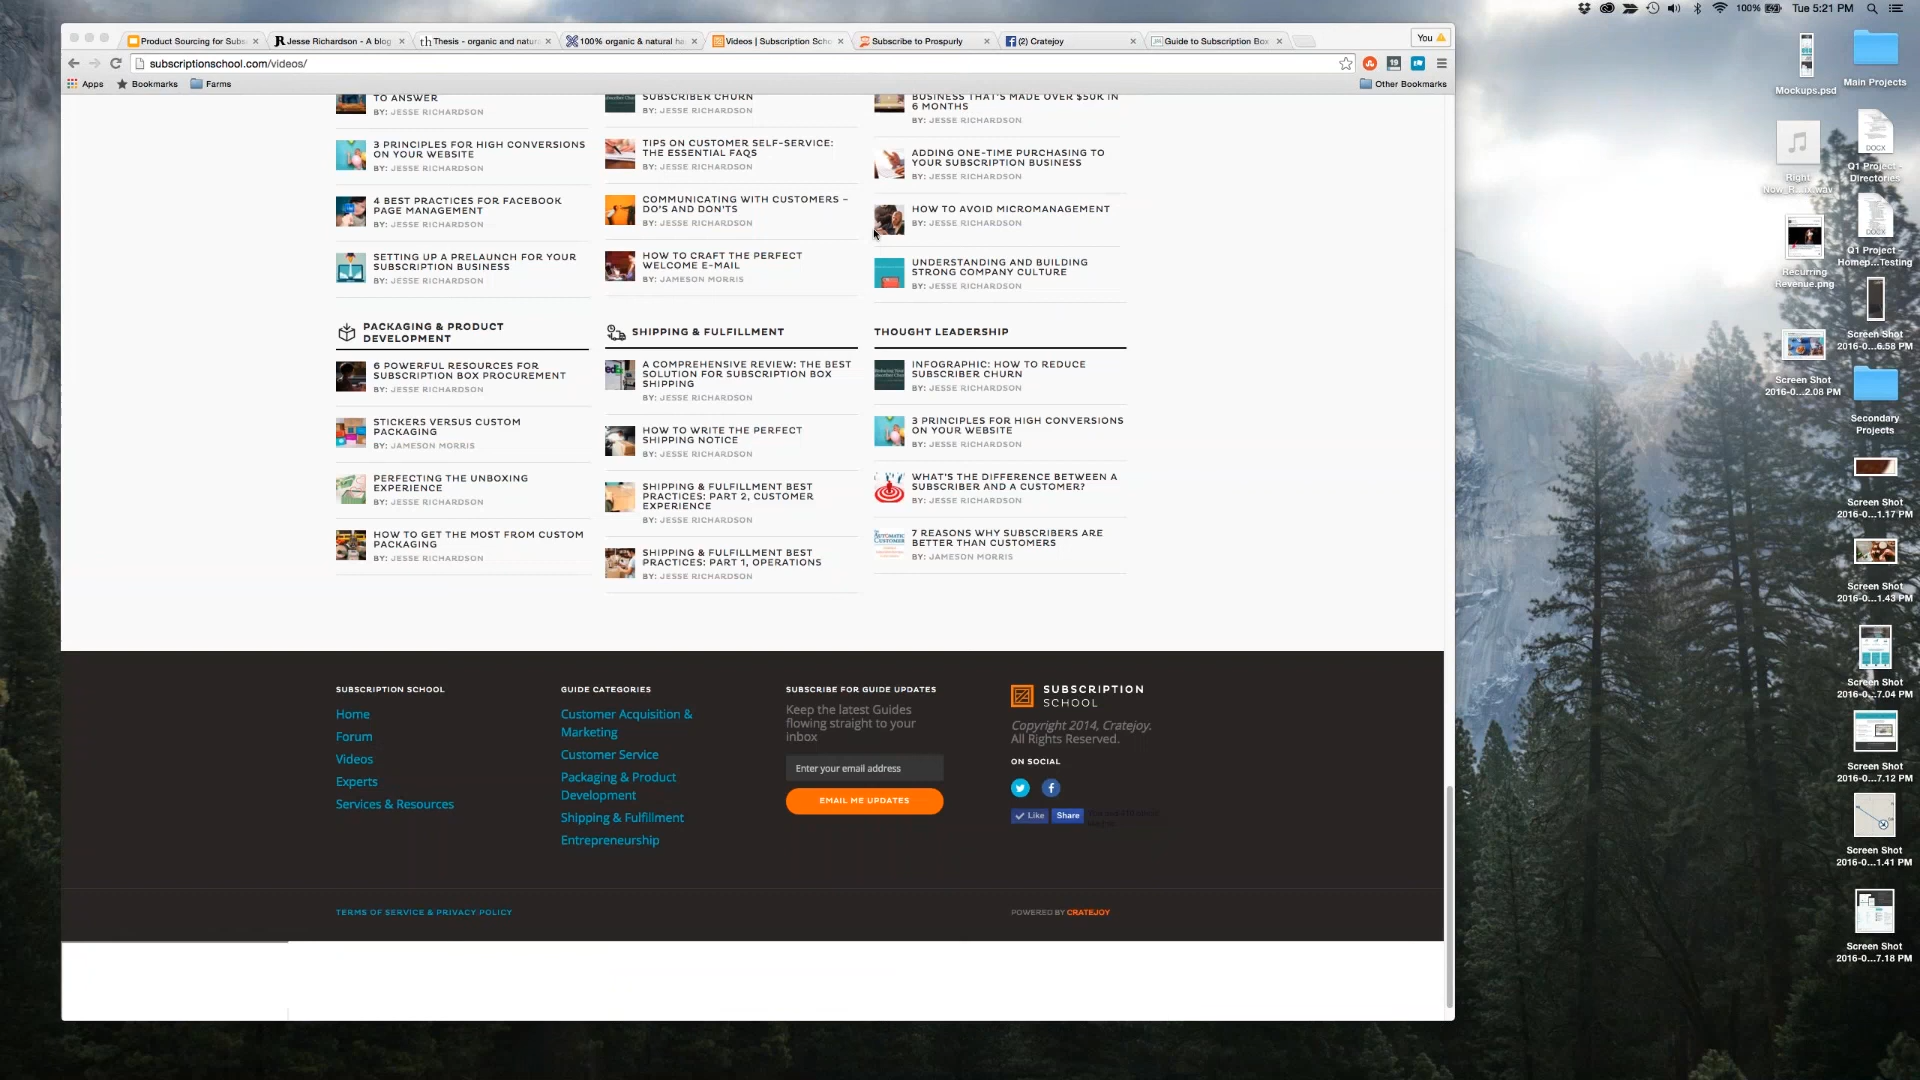 100% Tue 5:21 PM
Product Sourcing for Subs
Jesse Richardson - A blog
Thesis - organic and natur
100% organic & natural ha
Videos | Subscription Scho
Subscribe to Prospurly
(2) Cratejoy
Guide to Subscription Box
You
subscriptionschool.com/videos/
19
Apps
Bookmarks
Farms
Other Bookmarks
TO ANSWER
BY: JESSE RICHARDSON
3 PRINCIPLES FOR HIGH CONVERSIONS
ON YOUR WEBSITE
BY: JESSE RICHARDSON
4 BEST PRACTICES FOR FACEBOOK
PAGE MANAGEMENT
BY: JESSE RICHARDSON
SETTING UP A PRELAUNCH FOR YOUR
SUBSCRIPTION BUSINESS
BY: JESSE RICHARDSON
SUBSCRIBER CHURN
BY: JESSE RICHARDSON
TIPS ON CUSTOMER SELF-SERVICE:
THE ESSENTIAL FAQS
BY: JESSE RICHARDSON
COMMUNICATING WITH CUSTOMERS –
DO'S AND DON'TS
BY: JESSE RICHARDSON
HOW TO CRAFT THE PERFECT
WELCOME E-MAIL
BY: JAMESON MORRIS
BUSINESS THAT'S MADE OVER $50K IN
6 MONTHS
BY: JESSE RICHARDSON
ADDING ONE-TIME PURCHASING TO
YOUR SUBSCRIPTION BUSINESS
BY: JESSE RICHARDSON
HOW TO AVOID MICROMANAGEMENT
BY: JESSE RICHARDSON
UNDERSTANDING AND BUILDING
STRONG COMPANY CULTURE
BY: JESSE RICHARDSON
PACKAGING & PRODUCT
DEVELOPMENT
6 POWERFUL RESOURCES FOR
SUBSCRIPTION BOX PROCUREMENT
BY: JESSE RICHARDSON
STICKERS VERSUS CUSTOM
PACKAGING
BY: JAMESON MORRIS
PERFECTING THE UNBOXING
EXPERIENCE
BY: JESSE RICHARDSON
HOW TO GET THE MOST FROM CUSTOM
PACKAGING
BY: JESSE RICHARDSON
SHIPPING & FULFILLMENT
A COMPREHENSIVE REVIEW: THE BEST
SOLUTION FOR SUBSCRIPTION BOX
SHIPPING
BY: JESSE RICHARDSON
HOW TO WRITE THE PERFECT
SHIPPING NOTICE
BY: JESSE RICHARDSON
SHIPPING & FULFILLMENT BEST
PRACTICES: PART 2, CUSTOMER
EXPERIENCE
BY: JESSE RICHARDSON
SHIPPING & FULFILLMENT BEST
PRACTICES: PART 1, OPERATIONS
BY: JESSE RICHARDSON
THOUGHT LEADERSHIP
INFOGRAPHIC: HOW TO REDUCE
SUBSCRIBER CHURN
BY: JESSE RICHARDSON
3 PRINCIPLES FOR HIGH CONVERSIONS
ON YOUR WEBSITE
BY: JESSE RICHARDSON
WHAT'S THE DIFFERENCE BETWEEN A
SUBSCRIBER AND A CUSTOMER?
BY: JESSE RICHARDSON
7 REASONS WHY SUBSCRIBERS ARE
BETTER THAN CUSTOMERS
BY: JAMESON MORRIS
SUBSCRIPTION SCHOOL
Home
Forum
Videos
Experts
Services & Resources
GUIDE CATEGORIES
Customer Acquisition &
Marketing
Customer Service
Packaging & Product
Development
Shipping & Fulfillment
Entrepreneurship
SUBSCRIBE FOR GUIDE UPDATES
Keep the latest Guides
flowing straight to your
inbox
Enter your email address
EMAIL ME UPDATES
SUBSCRIPTION
SCHOOL
Copyright 2014, Cratejoy.
All Rights Reserved.
ON SOCIAL
Like
Share
TERMS OF SERVICE & PRIVACY POLICY
POWERED BY CRATEJOY
Mockups.psd
Main Projects
Right
Now_R...ix.wav
DOCX
Q1 Project -
Directories
Recurring
Revenue.png
DOCX
Q1 Project -
Homep...Testing
Screen Shot
2016-0...6.58 PM
Screen Shot
2016-0...2.08 PM
Secondary
Projects
Screen Shot
2016-0...1.17 PM
Screen Shot
2016-0...1.43 PM
Screen Shot
2016-0...7.04 PM
Screen Shot
2016-0...7.12 PM
Screen Shot
2016-0...1.41 PM
Screen Shot
2016-0...7.18 PM